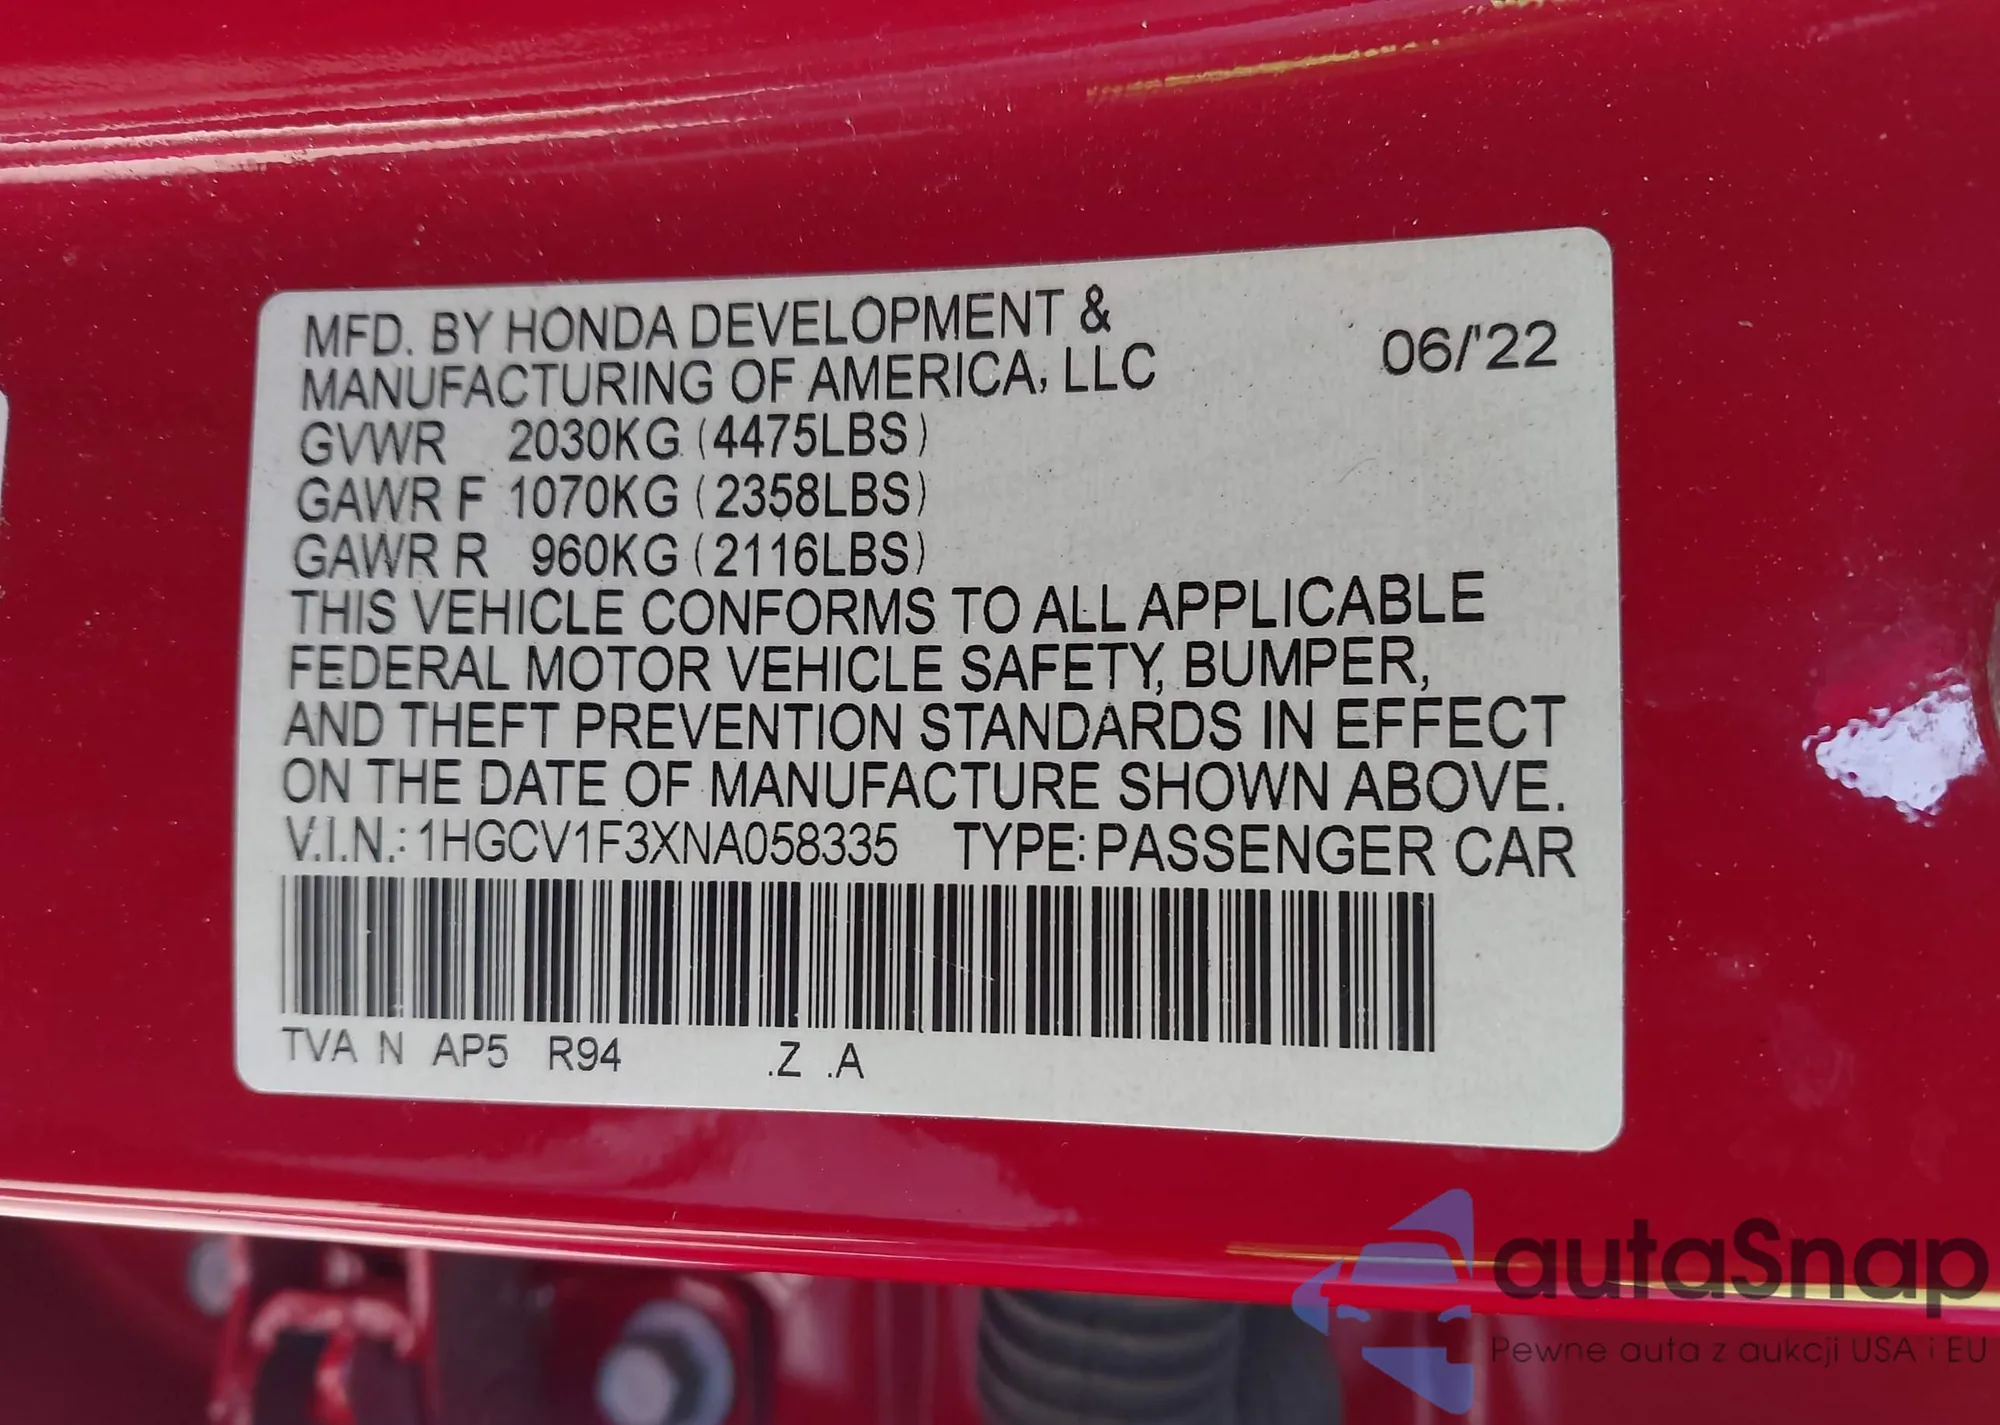 MFD. BY HONDA DEVELOPMENT &
MANUFACTURING OF AMERICA, LLC
06/'22
GVWR 2030KG (4475LBS)
GAWR F 1070KG (2358LBS)
GAWR R 960KG (2116LBS)
THIS VEHICLE CONFORMS TO ALL APPLICABLE
FEDERAL MOTOR VEHICLE SAFETY, BUMPER,
AND THEFT PREVENTION STANDARDS IN EFFECT
ON THE DATE OF MANUFACTURE SHOWN ABOVE.
V.I.N.: 1HGCV1F3XNA058335 TYPE: PASSENGER CAR
TVA N AP5 R94 .Z .A
autaSnap
Pewne auta z aukcji USA i EU